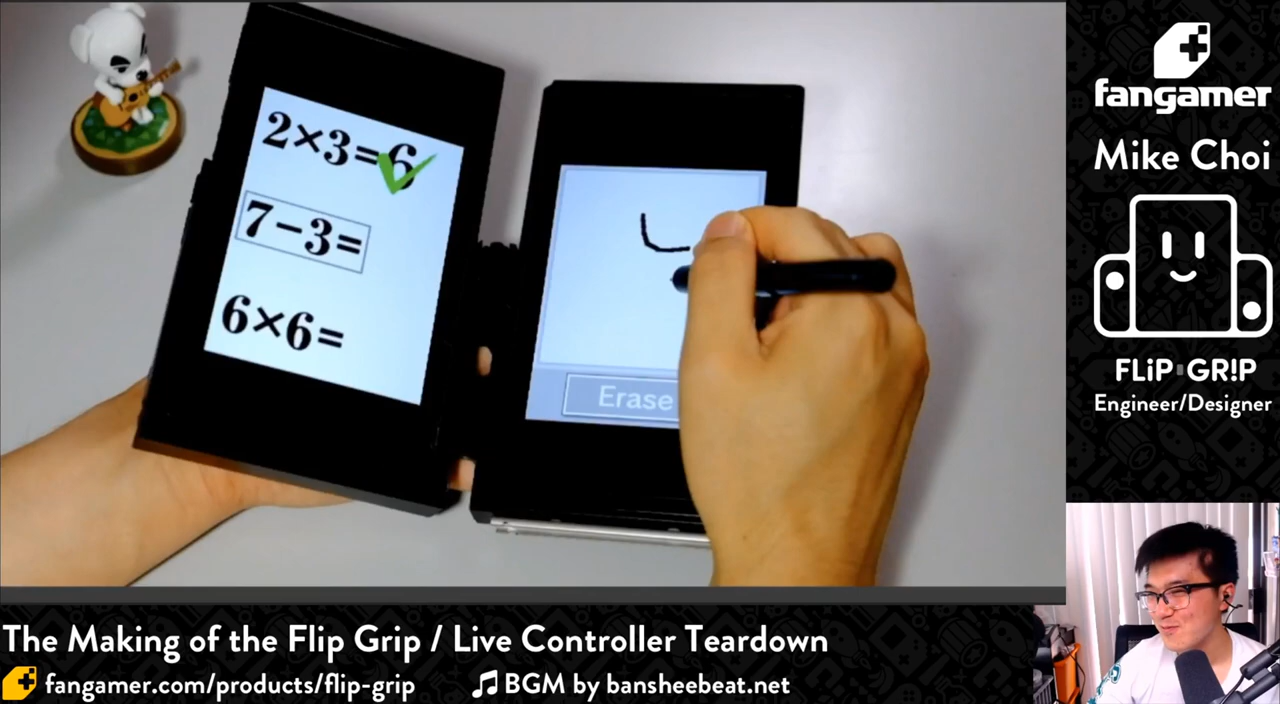 2×3=6
7−3=
6×6=
Erase
fangamer
Mike Choi
FLiP GR!P
Engineer/Designer
The Making of the Flip Grip / Live Controller Teardown
fangamer.com/products/flip-grip
BGM by bansheebeat.net